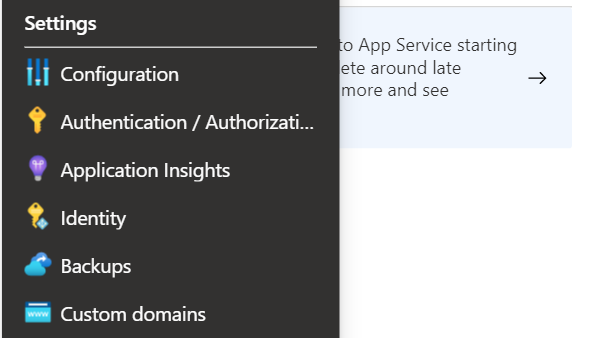 Settings
Configuration
Authentication / Authorizati...
Application Insights
Identity
Backups
Custom domains
to App Service starting
ete around late
more and see